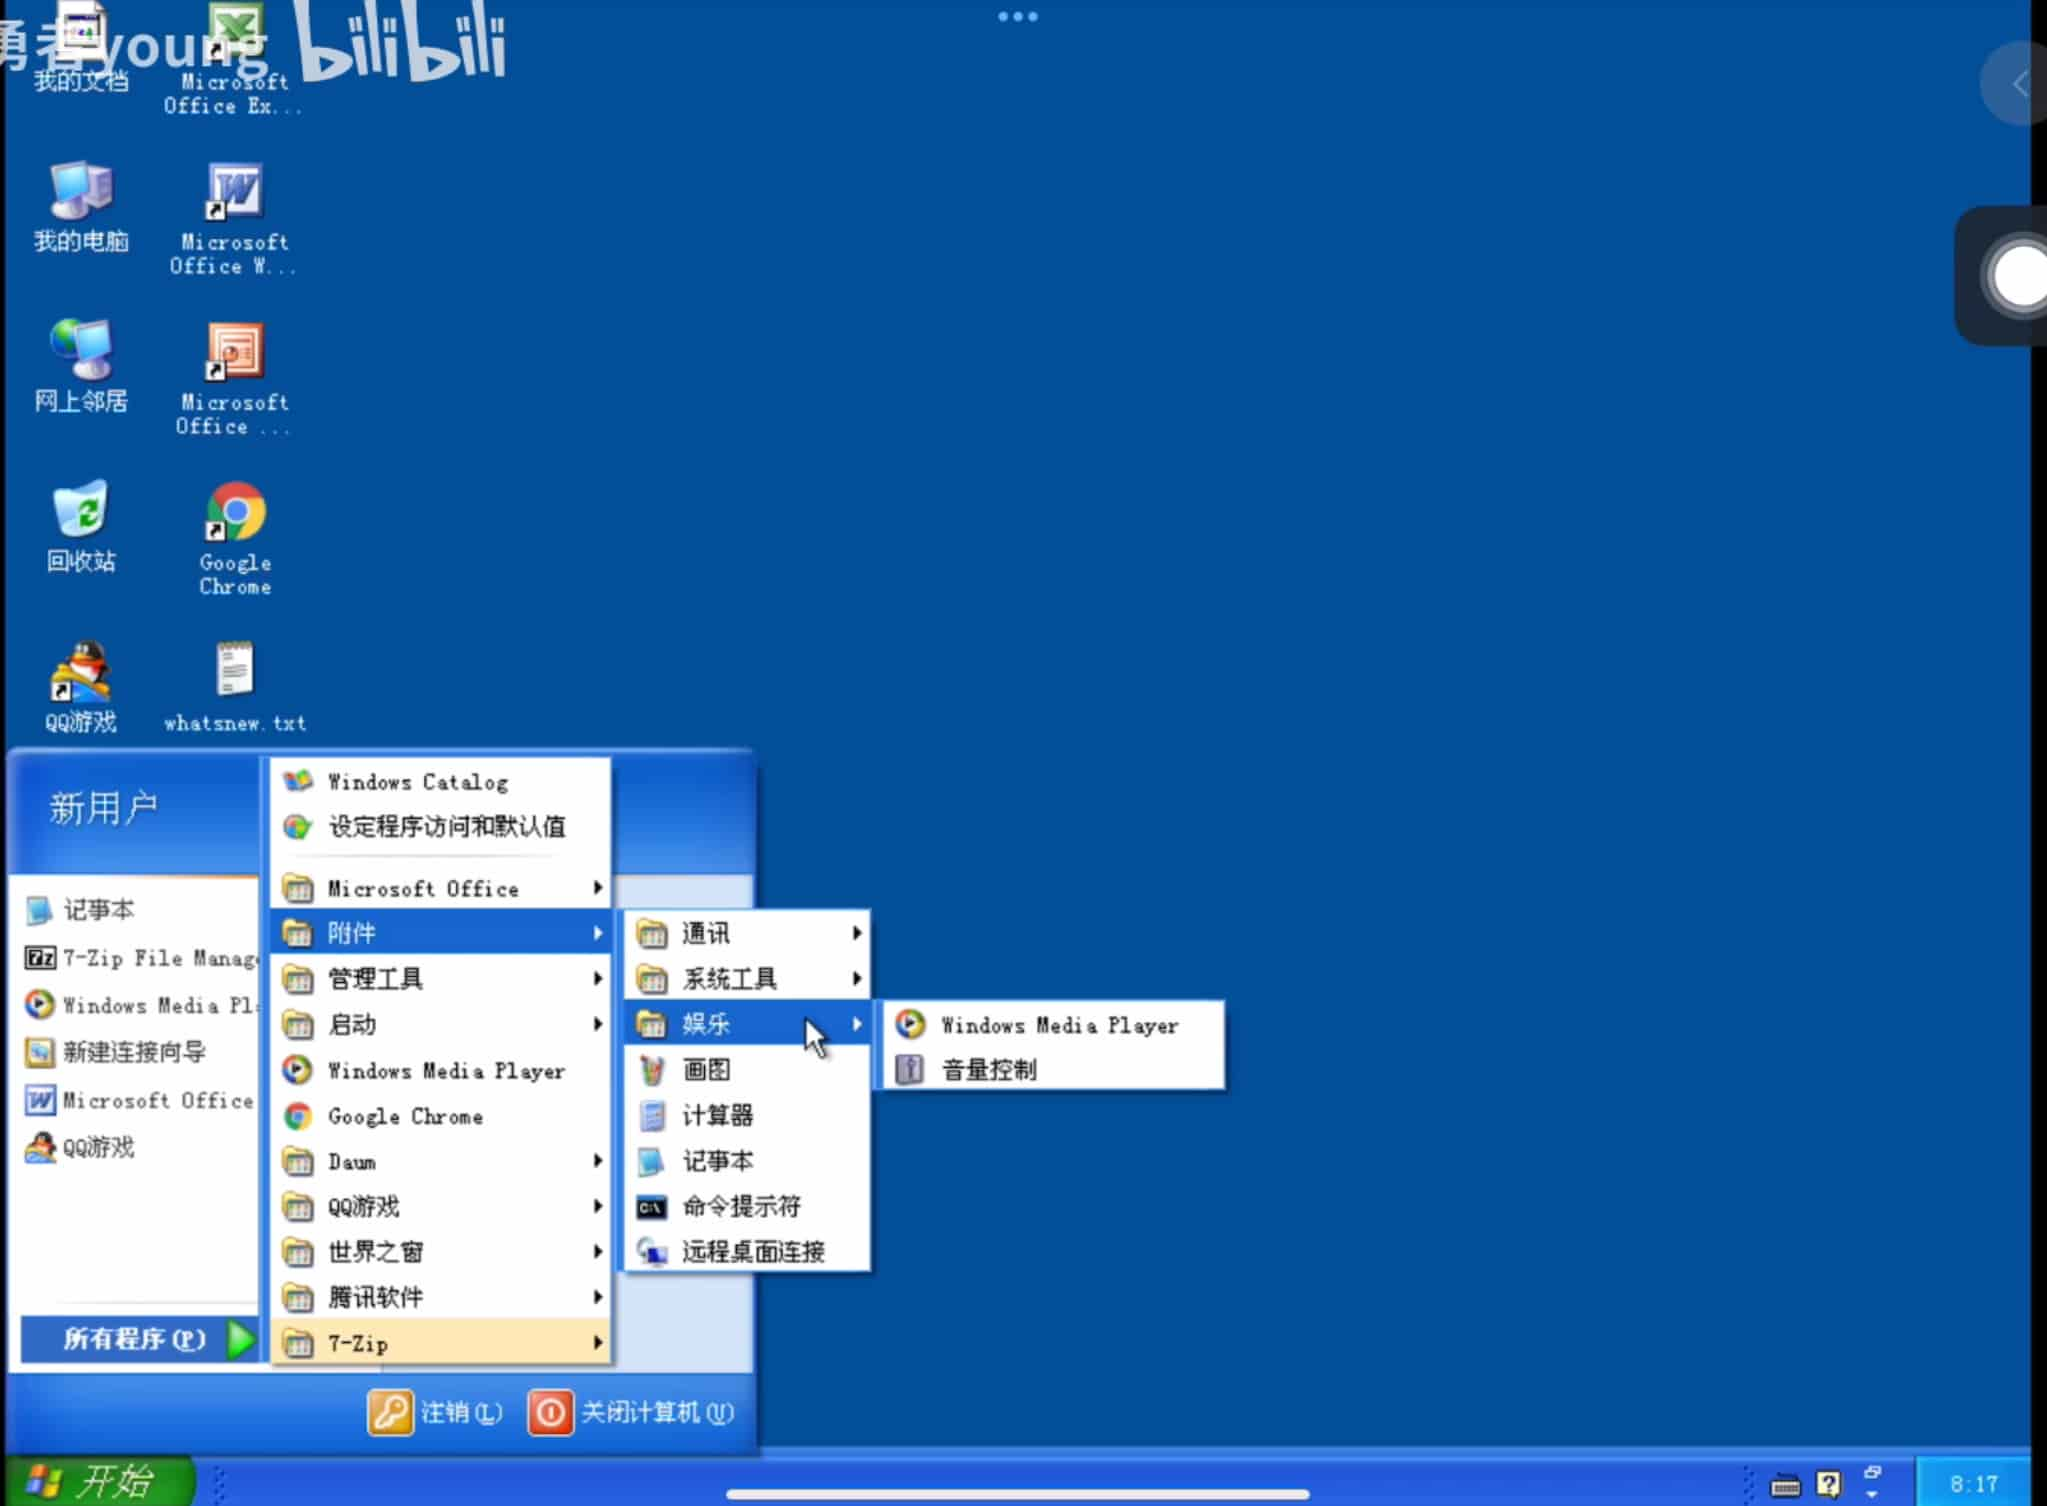 勇者young bilibili
我的文档
Microsoft
Office Ex...
我的电脑
Microsoft
Office W...
网上邻居
Microsoft
Office ...
回收站
Google
Chrome
QQ游戏
whatsnew.txt
新用户
记事本
7-Zip File Manage
Windows Media Pl
新建连接向导
Microsoft Office
QQ游戏
所有程序(P)
Windows Catalog
设定程序访问和默认值
Microsoft Office
附件
管理工具
启动
Windows Media Player
Google Chrome
Daum
QQ游戏
世界之窗
腾讯软件
7-Zip
通讯
系统工具
娱乐
画图
计算器
记事本
命令提示符
远程桌面连接
Windows Media Player
音量控制
注销(L)
关闭计算机(U)
开始
8:17